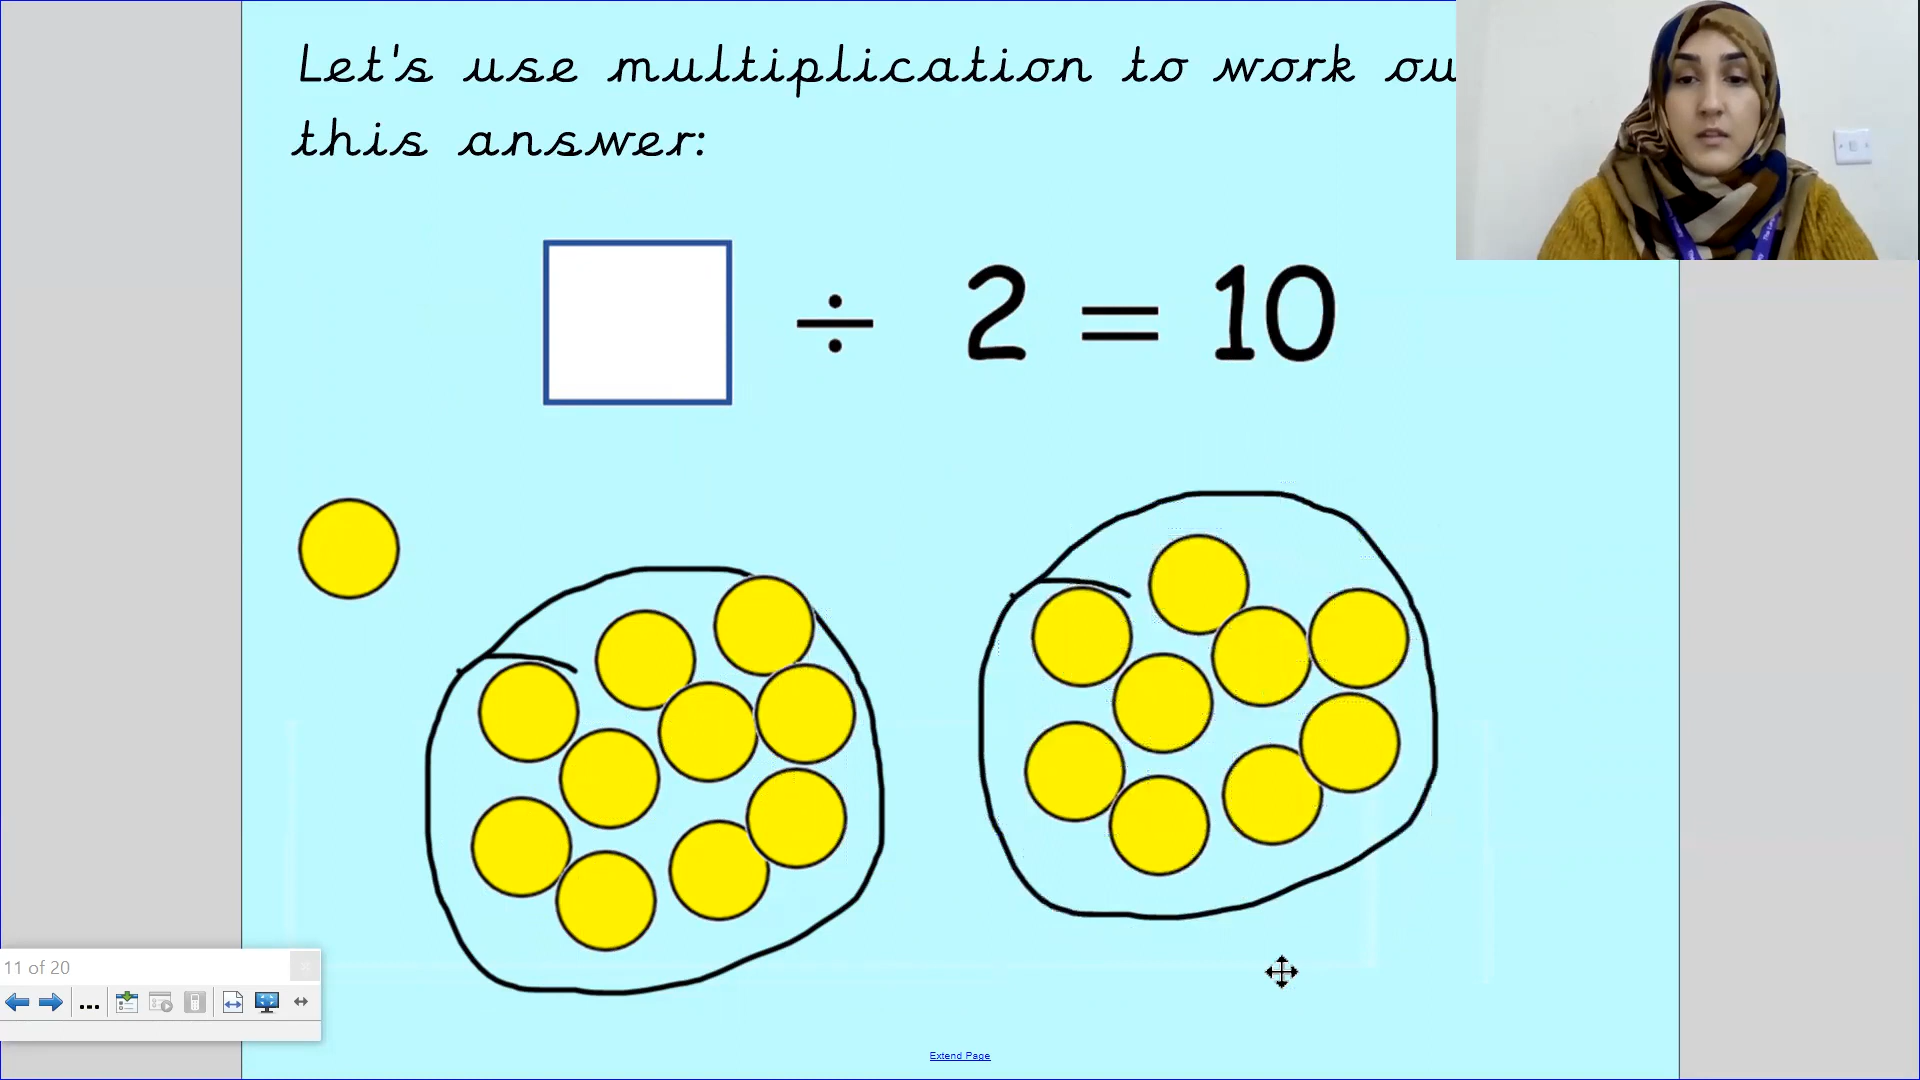 Let's use multiplication to work ou
this answer:
÷ 2 = 10
11 of 20
...
Extend Page